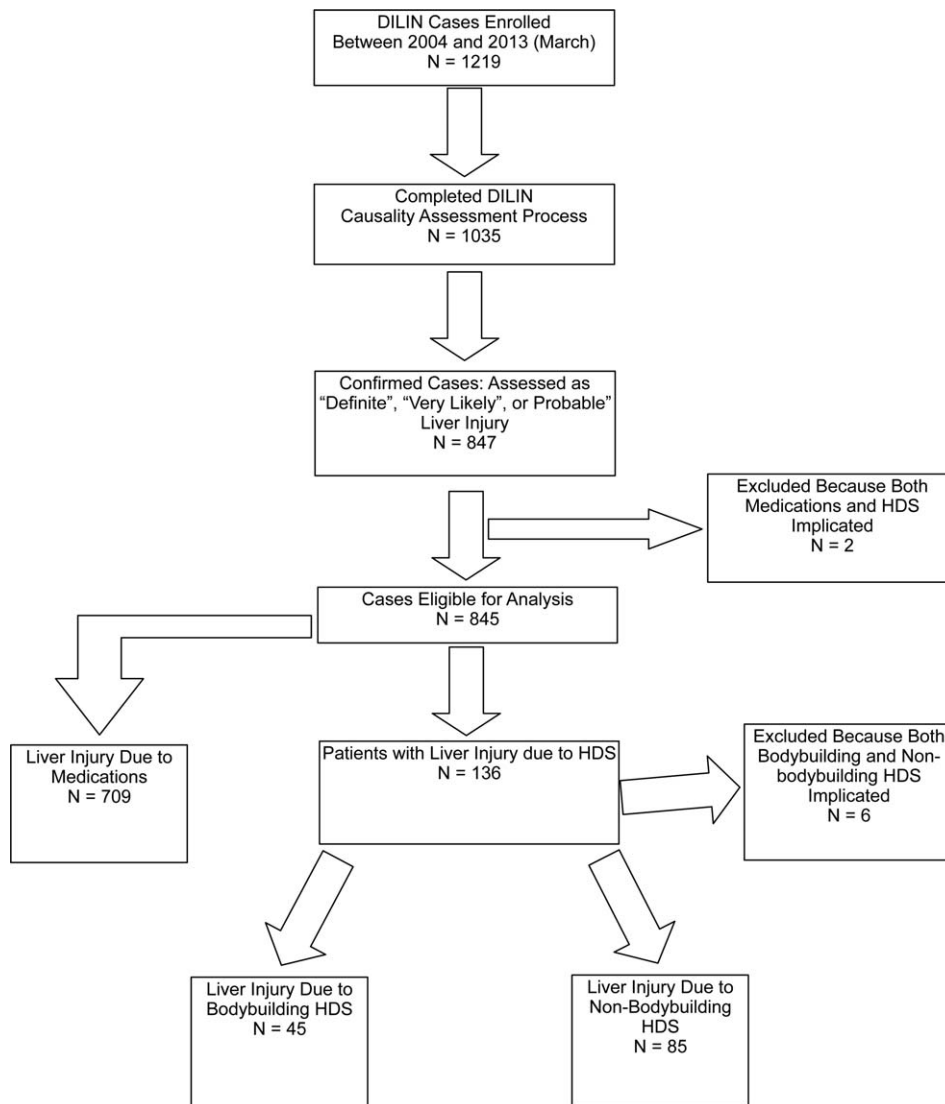 DILIN Cases Enrolled
Between 2004 and 2013 (March)
N = 1219
Completed DILIN
Causality Assessment Process
N = 1035
Confirmed Cases: Assessed as
“Definite”, “Very Likely”, or Probable”
Liver Injury
N = 847
Excluded Because Both
Medications and HDS
Implicated
N = 2
Cases Eligible for Analysis
N = 845
Liver Injury Due to
Medications
N = 709
Patients with Liver Injury due to HDS
N = 136
Excluded Because Both
Bodybuilding and Non-
bodybuilding HDS
Implicated
N = 6
Liver Injury Due to
Bodybuilding HDS
N = 45
Liver Injury Due to
Non-Bodybuilding
HDS
N = 85